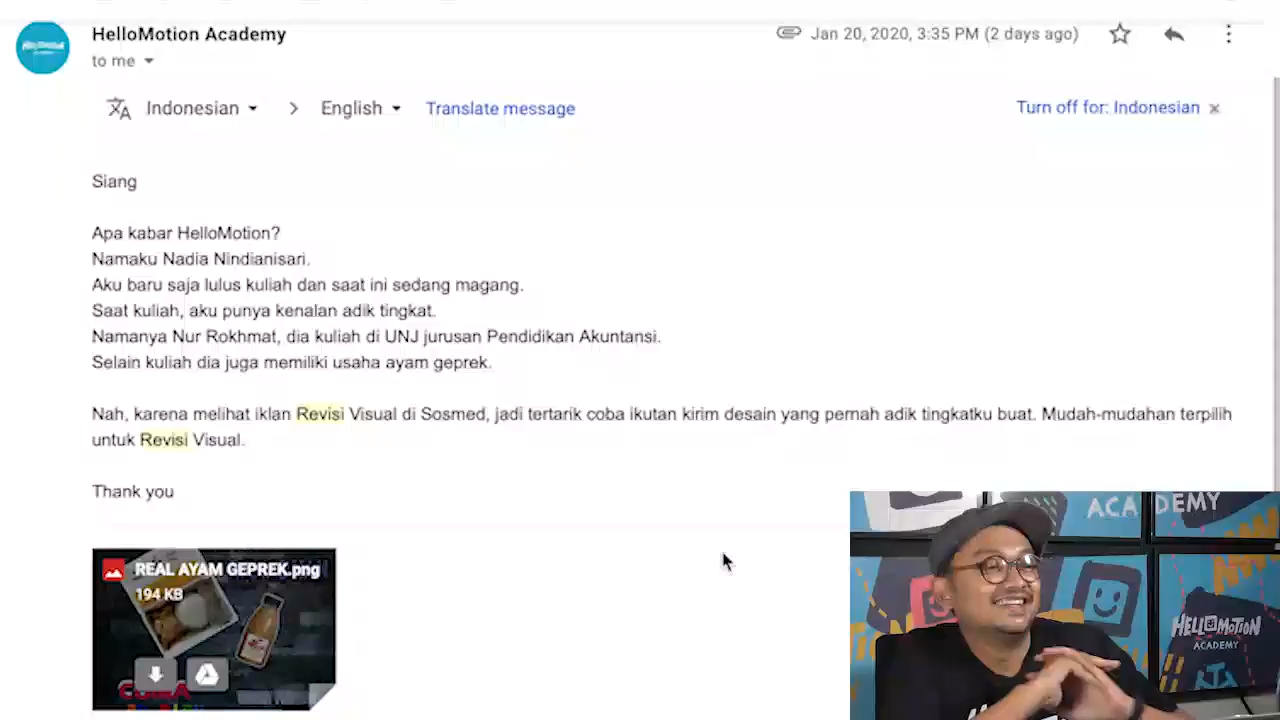 HelloMotion Academy
Jan 20, 2020, 3:35 PM (2 days ago)
to me
Indonesian > English Translate message
Turn off for: Indonesian ×
Siang
Apa kabar HelloMotion?
Namaku Nadia Nindianisari.
Aku baru saja lulus kuliah dan saat ini sedang magang.
Saat kuliah, aku punya kenalan adik tingkat.
Namanya Nur Rokhmat, dia kuliah di UNJ jurusan Pendidikan Akuntansi.
Selain kuliah dia juga memiliki usaha ayam geprek.
Nah, karena melihat iklan Revisi Visual di Sosmed, jadi tertarik coba ikutan kirim desain yang pernah adik tingkatku buat. Mudah-mudahan terpilih
untuk Revisi Visual.
Thank you
REAL AYAM GEPREK.png
194 KB
ACADEMY
HELLOMOTION
ACADEMY